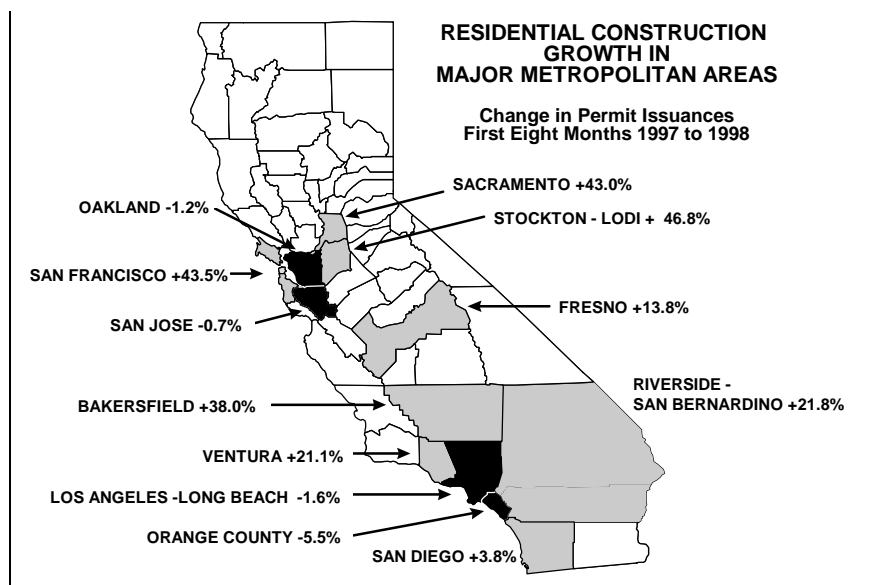 RESIDENTIAL CONSTRUCTION
GROWTH IN
MAJOR METROPOLITAN AREAS
Change in Permit Issuances
First Eight Months 1997 to 1998
SACRAMENTO +43.0%
OAKLAND -1.2%
STOCKTON - LODI + 46.8%
SAN FRANCISCO +43.5%
FRESNO +13.8%
SAN JOSE -0.7%
RIVERSIDE -
SAN BERNARDINO +21.8%
BAKERSFIELD +38.0%
VENTURA +21.1%
LOS ANGELES -LONG BEACH -1.6%
ORANGE COUNTY -5.5%
SAN DIEGO +3.8%